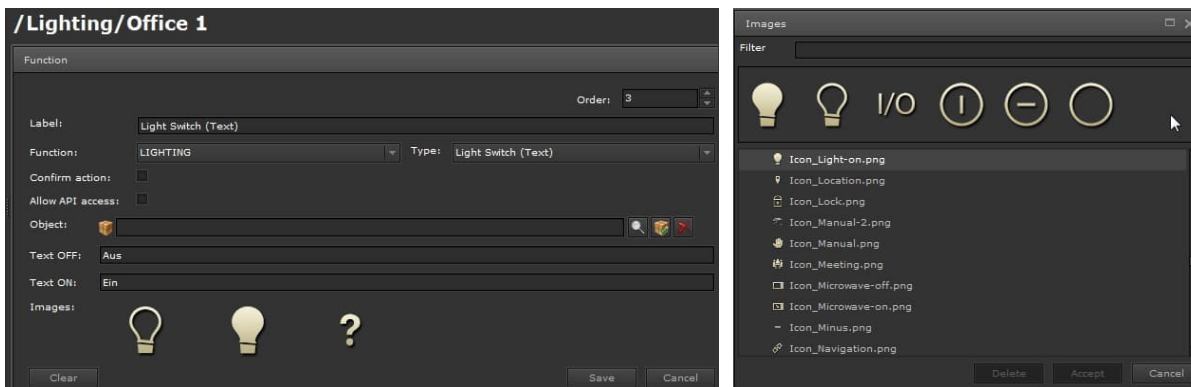 /Lighting/Office 1
Function
Order: 3
Label: Light Switch (Text)
Function: LIGHTING Type: Light Switch (Text)
Confirm action:
Allow API access:
Object:
Text OFF: Aus
Text ON: Ein
Images:
?
Clear Save Cancel
Images
Filter
I/O
Icon_Light-on.png
Icon_Location.png
Icon_Lock.png
Icon_Manual-2.png
Icon_Manual.png
Icon_Meeting.png
Icon_Microwave-off.png
Icon_Microwave-on.png
Icon_Minus.png
Icon_Navigation.png
Delete Accept Cancel